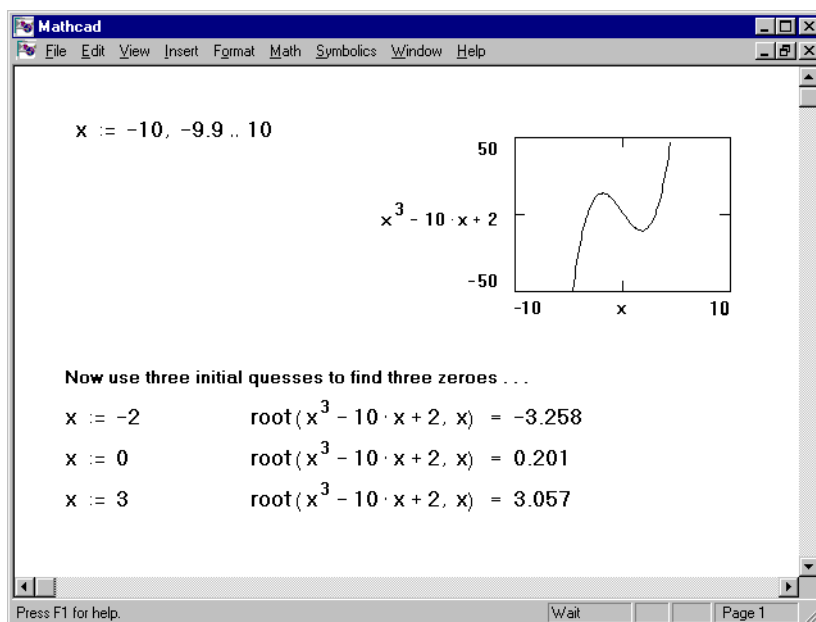 Mathcad
File Edit View Insert Format Math Symbolics Window Help
x := -10, -9.9 .. 10
50
x³ - 10 · x + 2
-50
-10 x 10
Now use three initial quesses to find three zeroes . . .
x := -2 root(x³ - 10 · x + 2, x) = -3.258
x := 0 root(x³ - 10 · x + 2, x) = 0.201
x := 3 root(x³ - 10 · x + 2, x) = 3.057
Press F1 for help. Wait Page 1